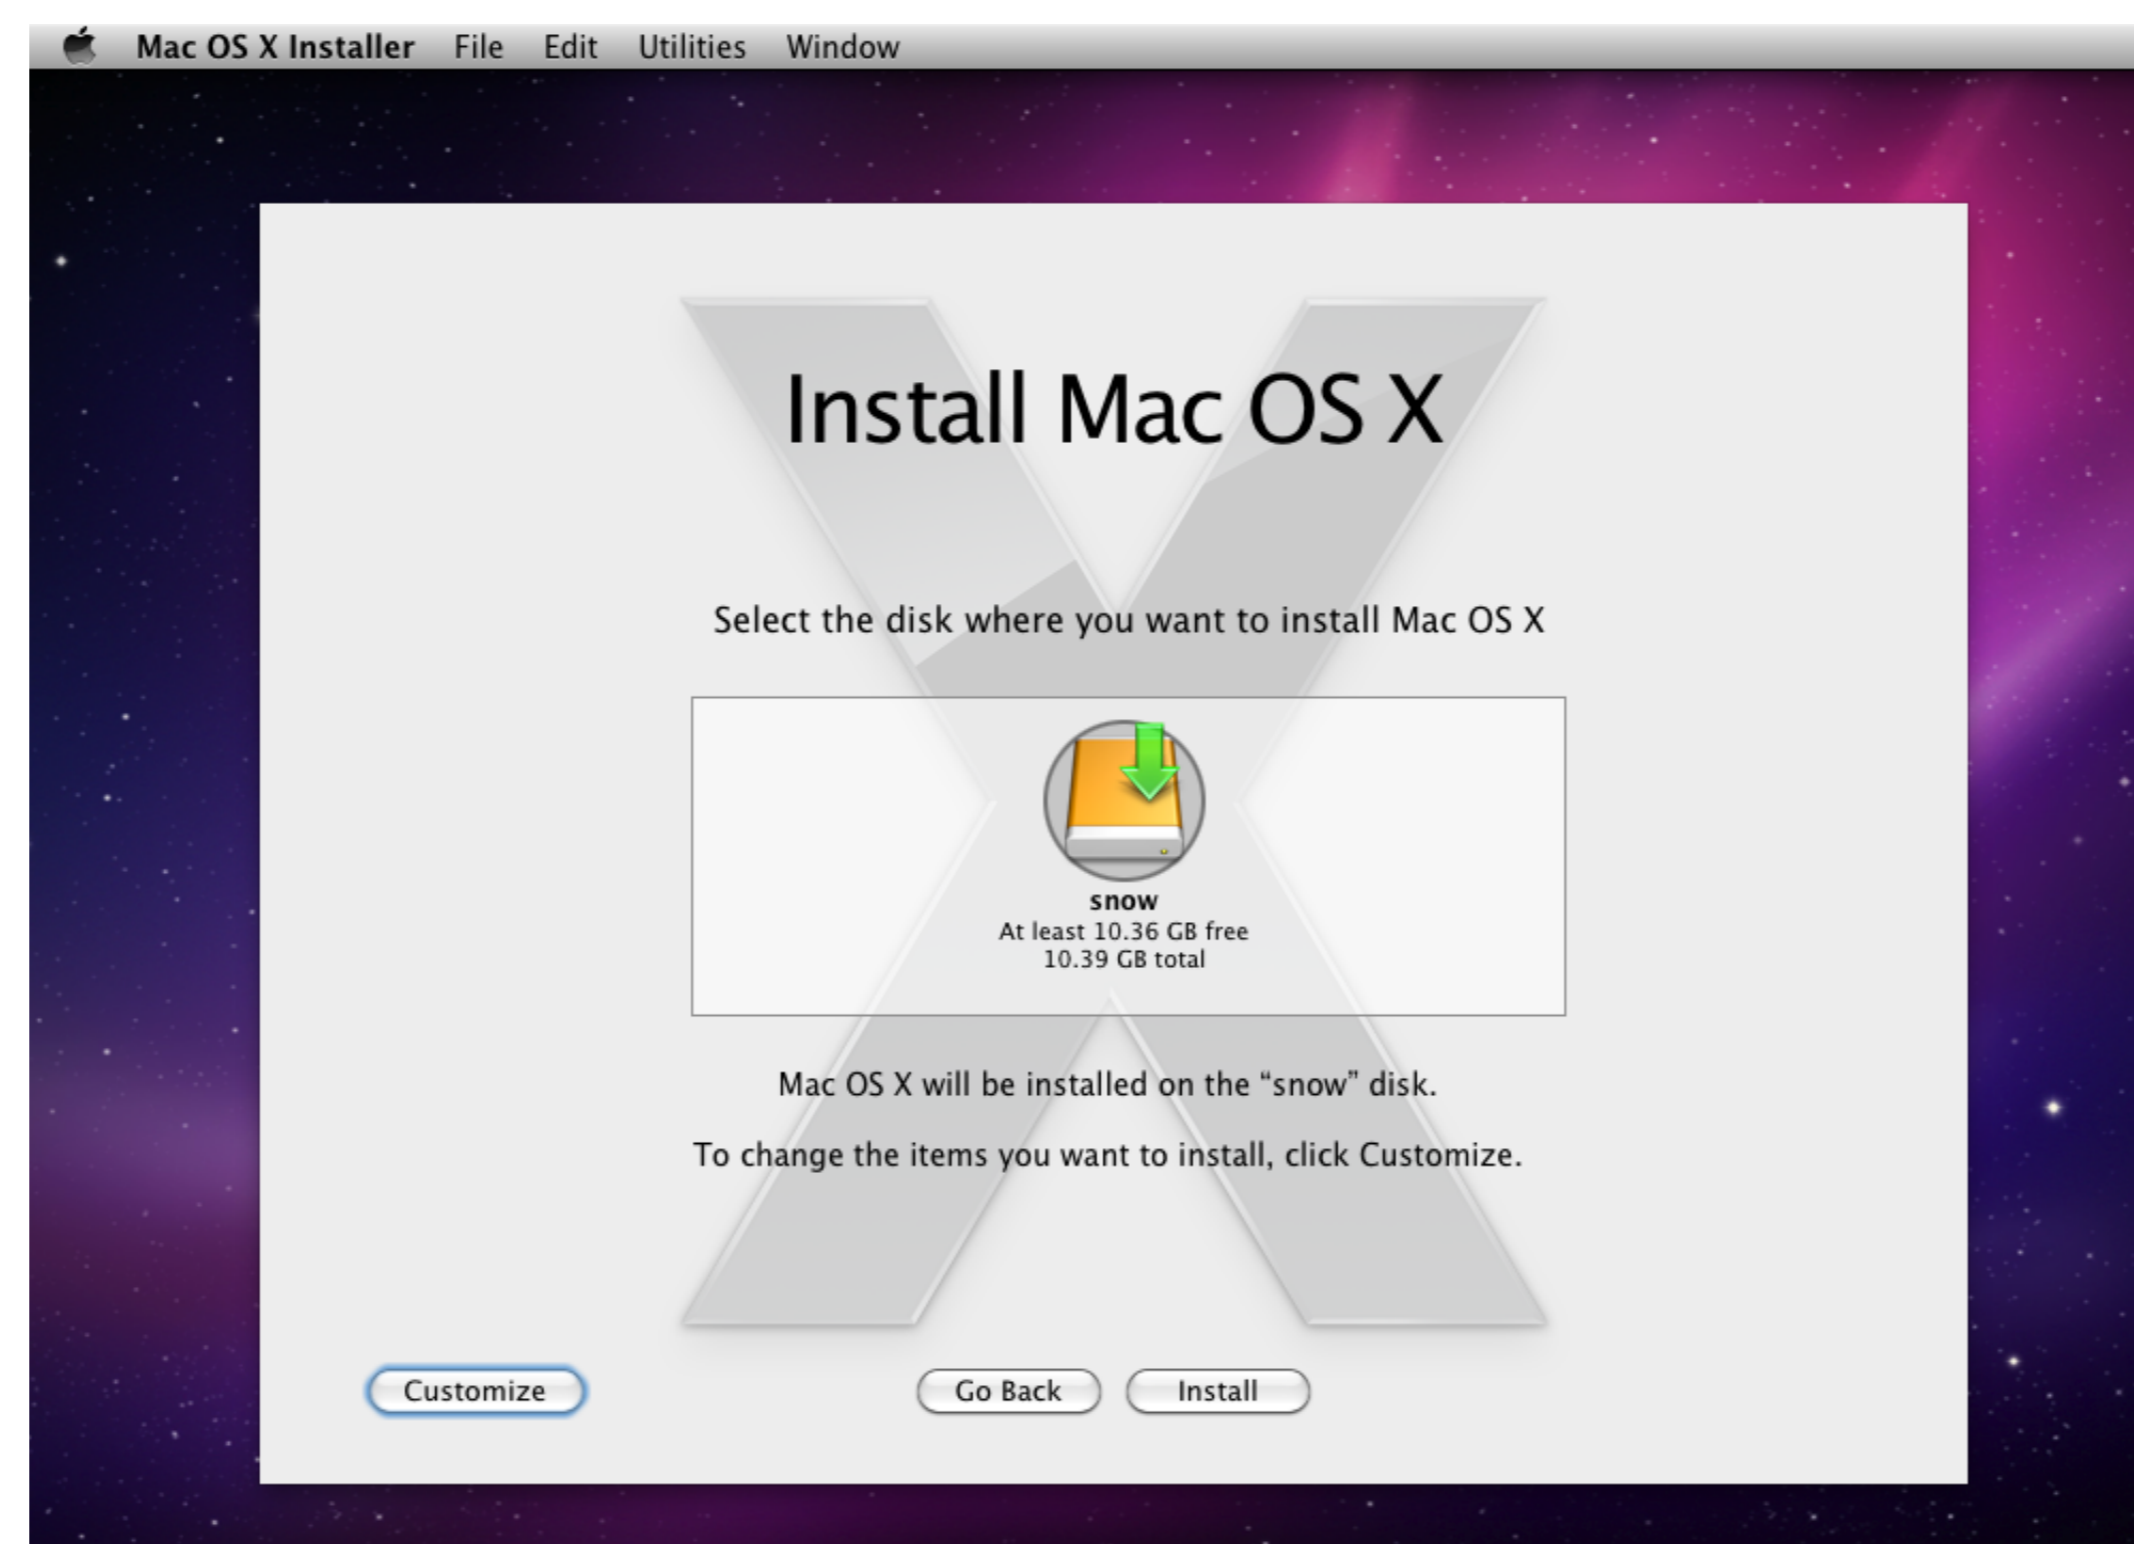 Mac OS X Installer File Edit Utilities Window
Install Mac OS X
Select the disk where you want to install Mac OS X
snow
At least 10.36 GB free
10.39 GB total
Mac OS X will be installed on the “snow” disk.
To change the items you want to install, click Customize.
Customize Go Back Install